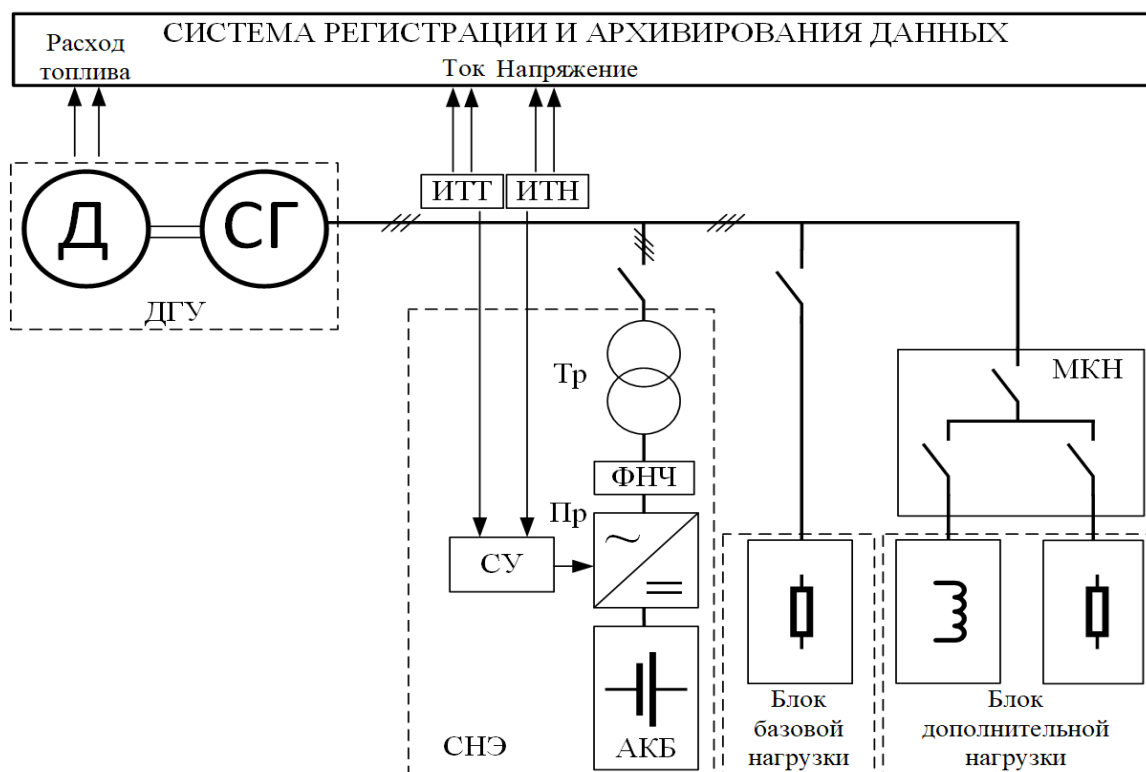 СИСТЕМА РЕГИСТРАЦИИ И АРХИВИРОВАНИЯ ДАННЫХ
Расход
топлива
Ток
Напряжение
ИТТ
ИТН
Д
СГ
ДГУ
Тр
МКН
ФНЧ
Пр
СУ
СНЭ
АКБ
Блок
базовой
нагрузки
Блок
дополнительной
нагрузки